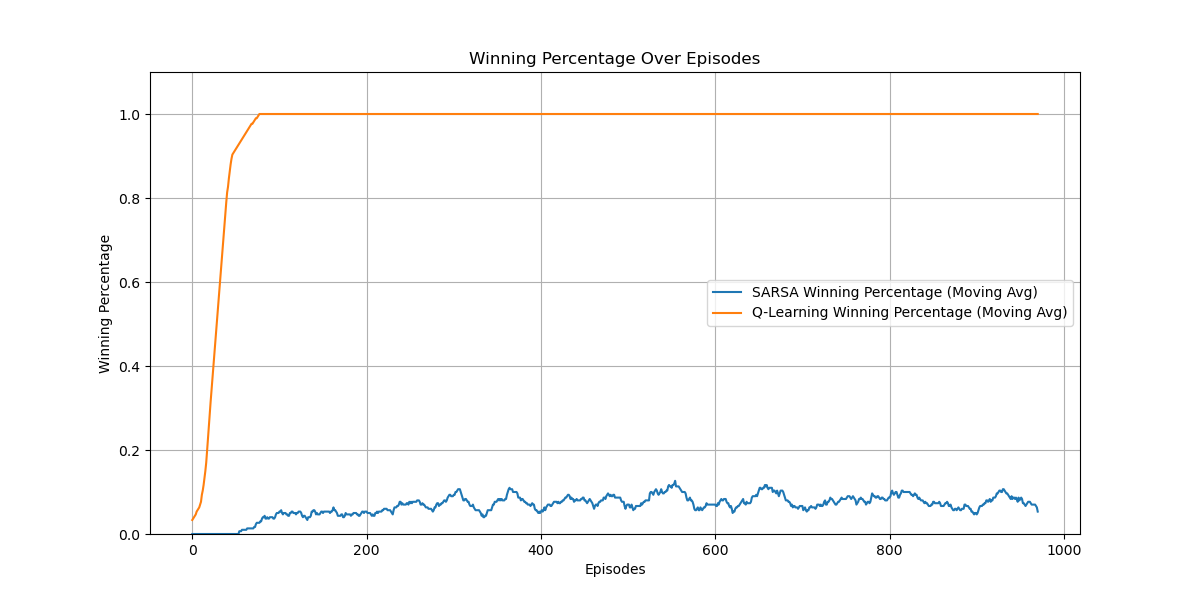 Winning Percentage Over Episodes
Winning Percentage
1.0
0.8
0.6
0.4
0.2
0.0
SARSA Winning Percentage (Moving Avg)
Q-Learning Winning Percentage (Moving Avg)
0 200 400 600 800 1000
Episodes